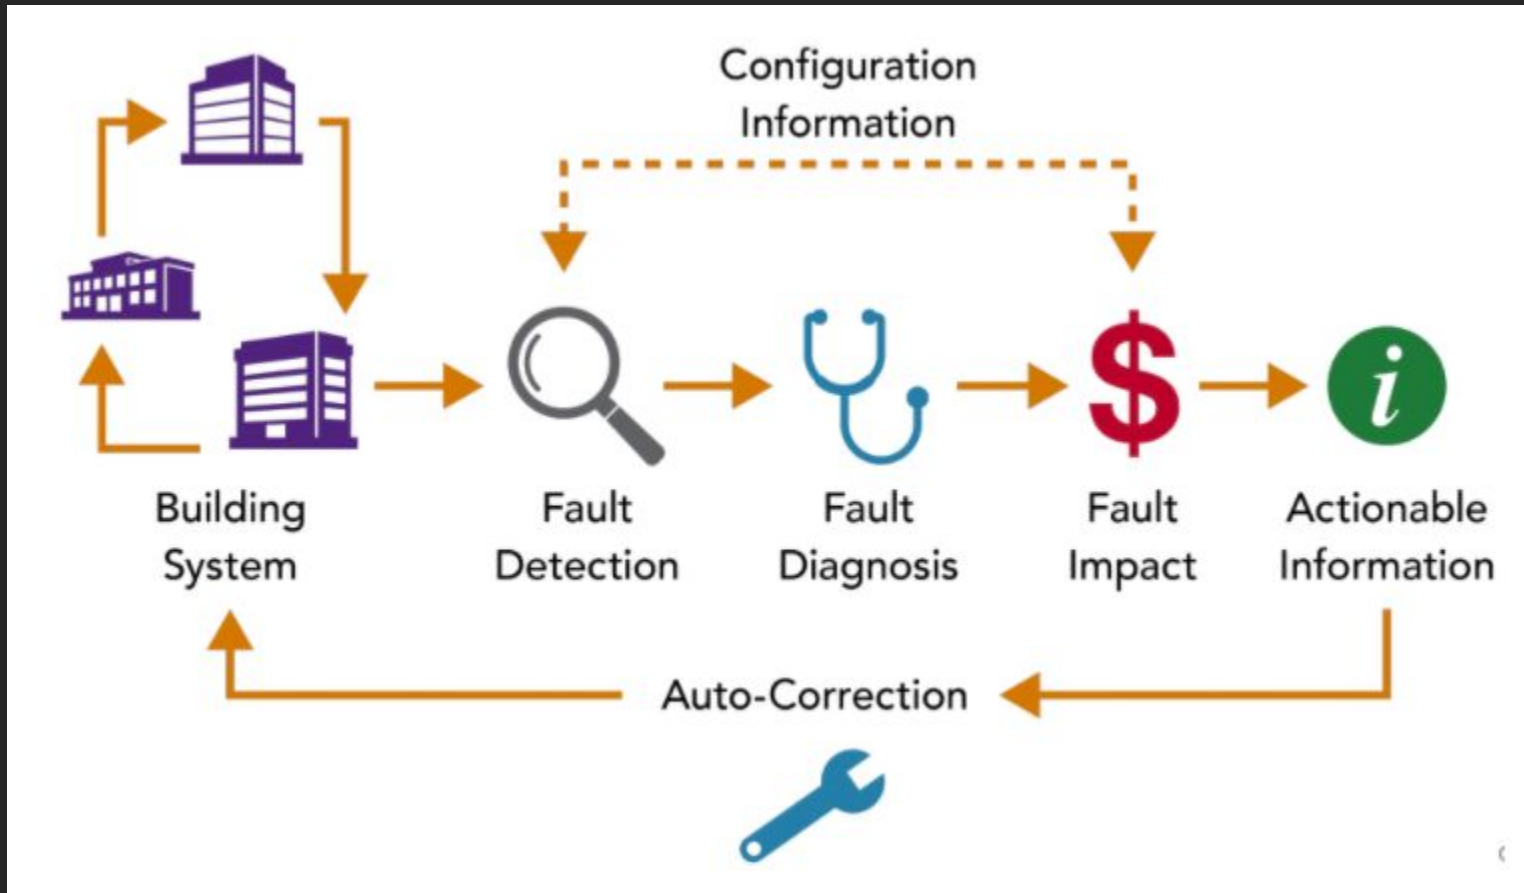 Configuration
Information
Building
System
Fault
Detection
Fault
Diagnosis
Fault
Impact
Actionable
Information
Auto-Correction